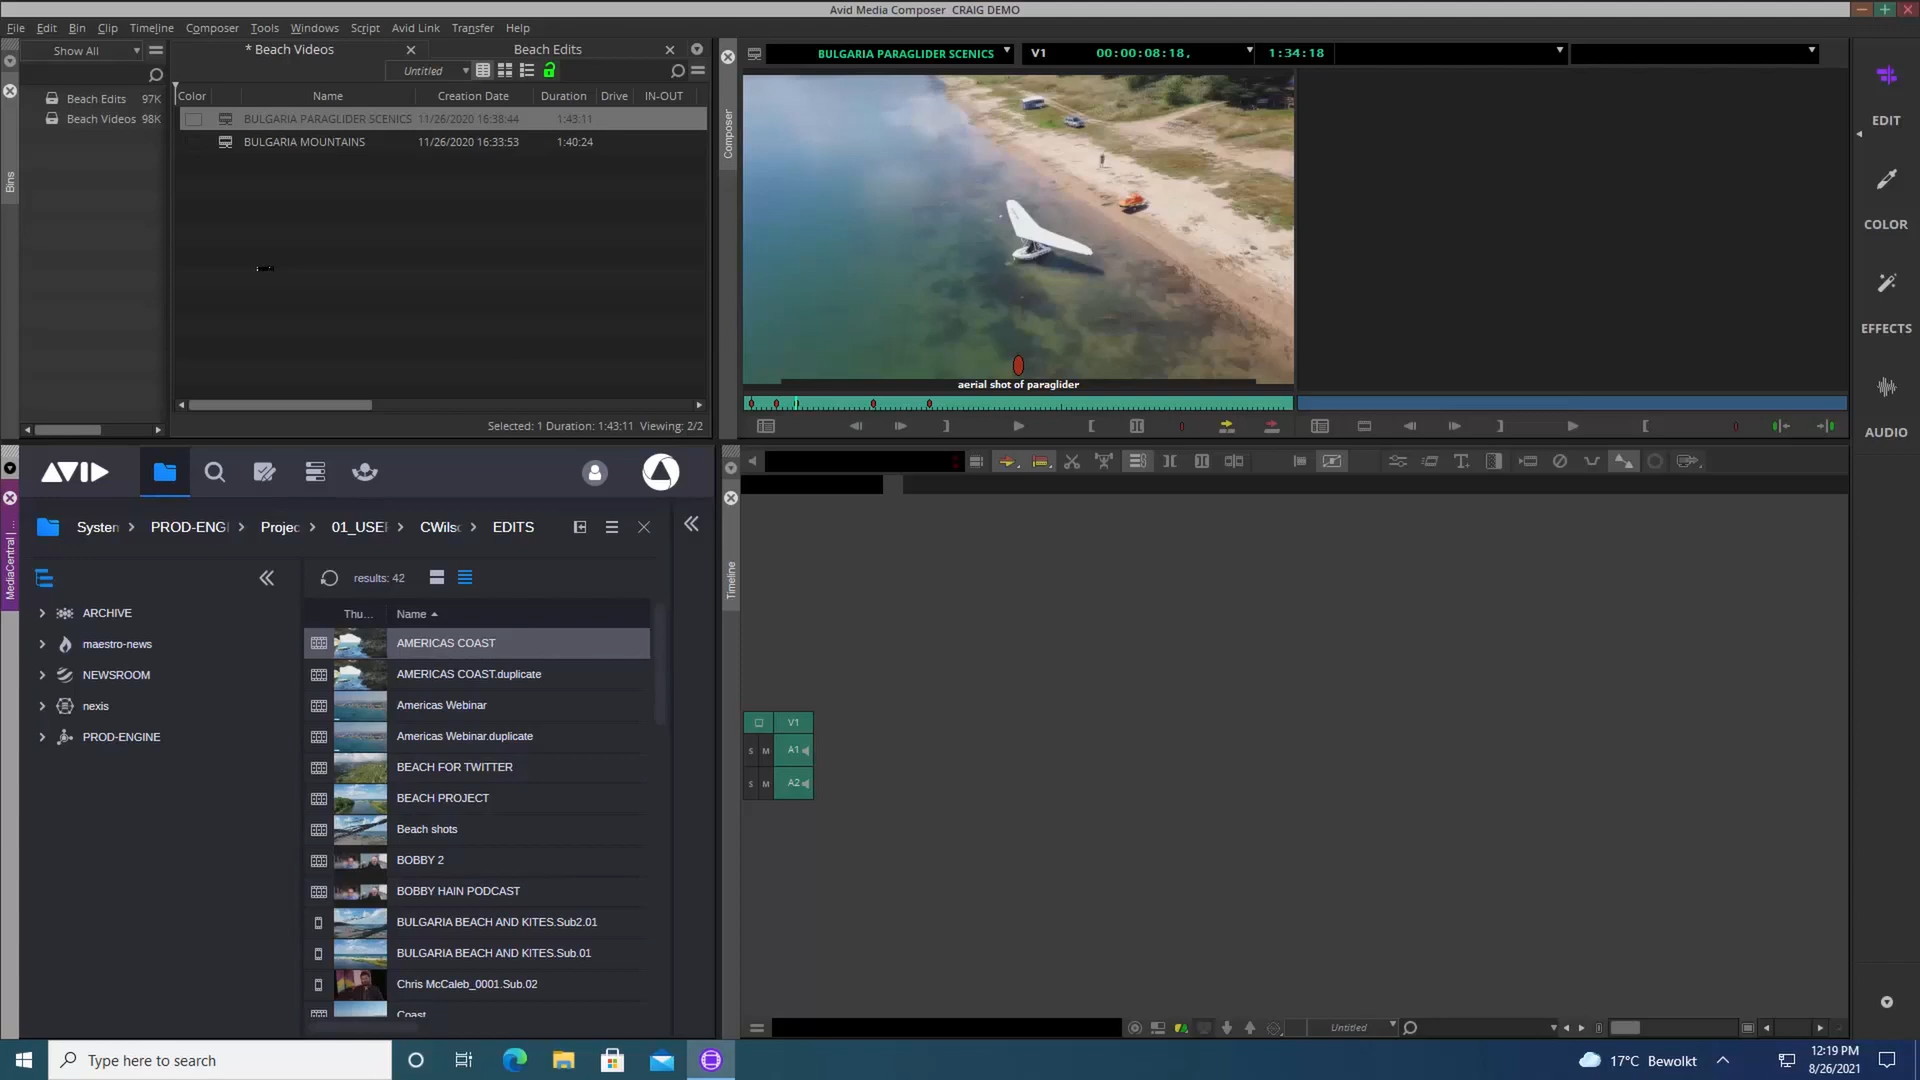 Avid Media Composer CRAIG DEMO
File Edit Bin Clip Timeline Composer Tools Windows Script Avid Link Transfer Help
Show All
Beach Edits 97K
Beach Videos 98K
Bins
* Beach Videos
Beach Edits
Untitled
Color Name Creation Date Duration Drive IN-OUT
BULGARIA PARAGLIDER SCENICS 11/26/2020 16:38:44 1:43:11
BULGARIA MOUNTAINS 11/26/2020 16:33:53 1:40:24
Selected: 1 Duration: 1:43:11 Viewing: 2/2
Composer
BULGARIA PARAGLIDER SCENICS V1 00:00:08:18, 1:34:18
aerial shot of paraglider
EDIT
COLOR
EFFECTS
AUDIO
MediaCentral | ...
AVID
System PROD-ENG Projec 01_USE CWils EDITS
results: 42
ARCHIVE
maestro-news
NEWSROOM
nexis
PROD-ENGINE
Thu... Name
AMERICAS COAST
AMERICAS COAST.duplicate
Americas Webinar
Americas Webinar.duplicate
BEACH FOR TWITTER
BEACH PROJECT
Beach shots
BOBBY 2
BOBBY HAIN PODCAST
BULGARIA BEACH AND KITES.Sub2.01
BULGARIA BEACH AND KITES.Sub.01
Chris McCaleb_0001.Sub.02
Coast
Timeline
V1
S M A1
S M A2
Untitled
Type here to search
17°C Bewolkt
12:19 PM
8/26/2021